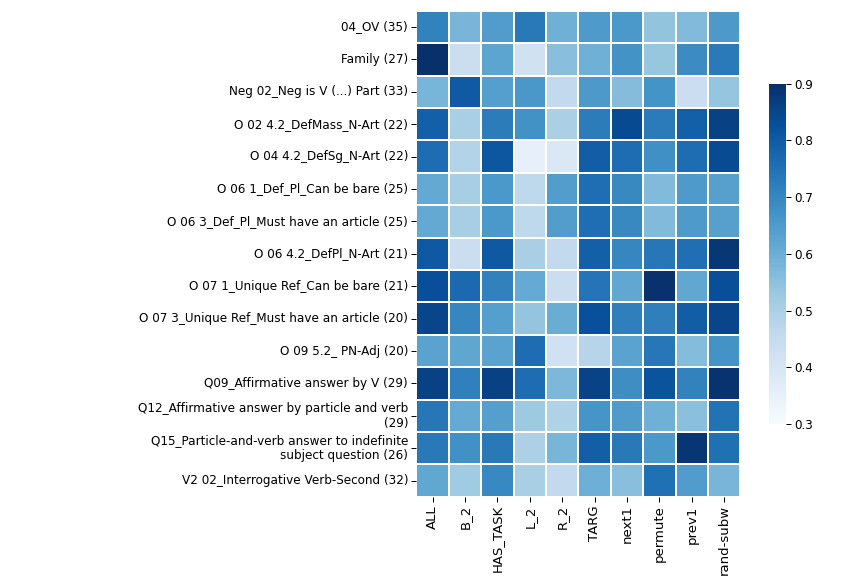 04_OV (35)
Family (27)
Neg 02_Neg is V (...) Part (33)
O 02 4.2_DefMass_N-Art (22)
O 04 4.2_DefSg_N-Art (22)
O 06 1_Def_Pl_Can be bare (25)
O 06 3_Def_Pl_Must have an article (25)
O 06 4.2_DefPl_N-Art (21)
O 07 1_Unique Ref_Can be bare (21)
O 07 3_Unique Ref_Must have an article (20)
O 09 5.2_ PN-Adj (20)
Q09_Affirmative answer by V (29)
Q12_Affirmative answer by particle and verb
(29)
Q15_Particle-and-verb answer to indefinite
subject question (26)
V2 02_Interrogative Verb-Second (32)
ALL
B_2
HAS_TASK
L_2
R_2
TARG
next1
permute
prev1
rand-subw
0.9
0.8
0.7
0.6
0.5
0.4
0.3